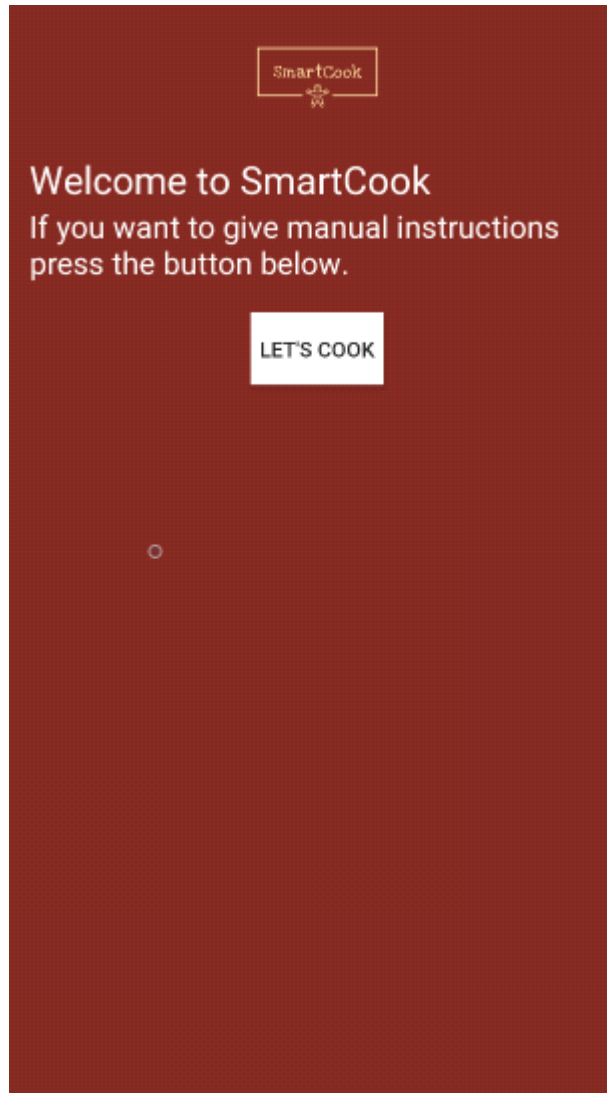 SmartCook
Welcome to SmartCook
If you want to give manual instructions
press the button below.
LET'S COOK